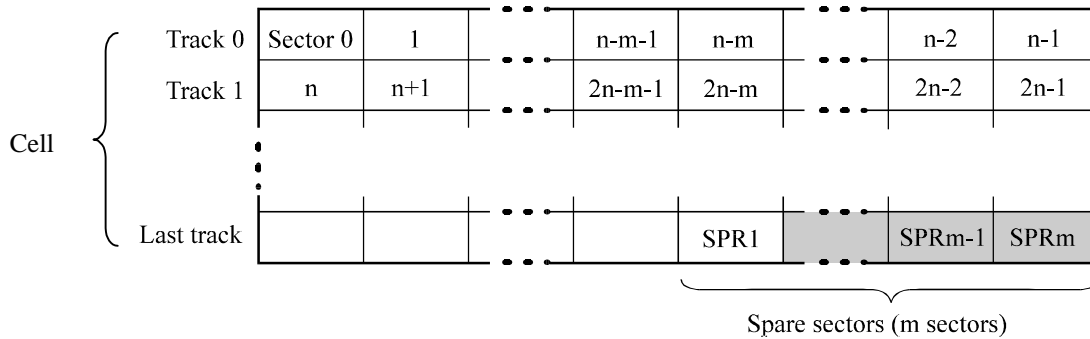 Track 0 Sector 0 1 n-m-1 n-m n-2 n-1
Track 1 n n+1 2n-m-1 2n-m 2n-2 2n-1
Cell
Last track SPR1 SPRm-1 SPRm
Spare sectors (m sectors)